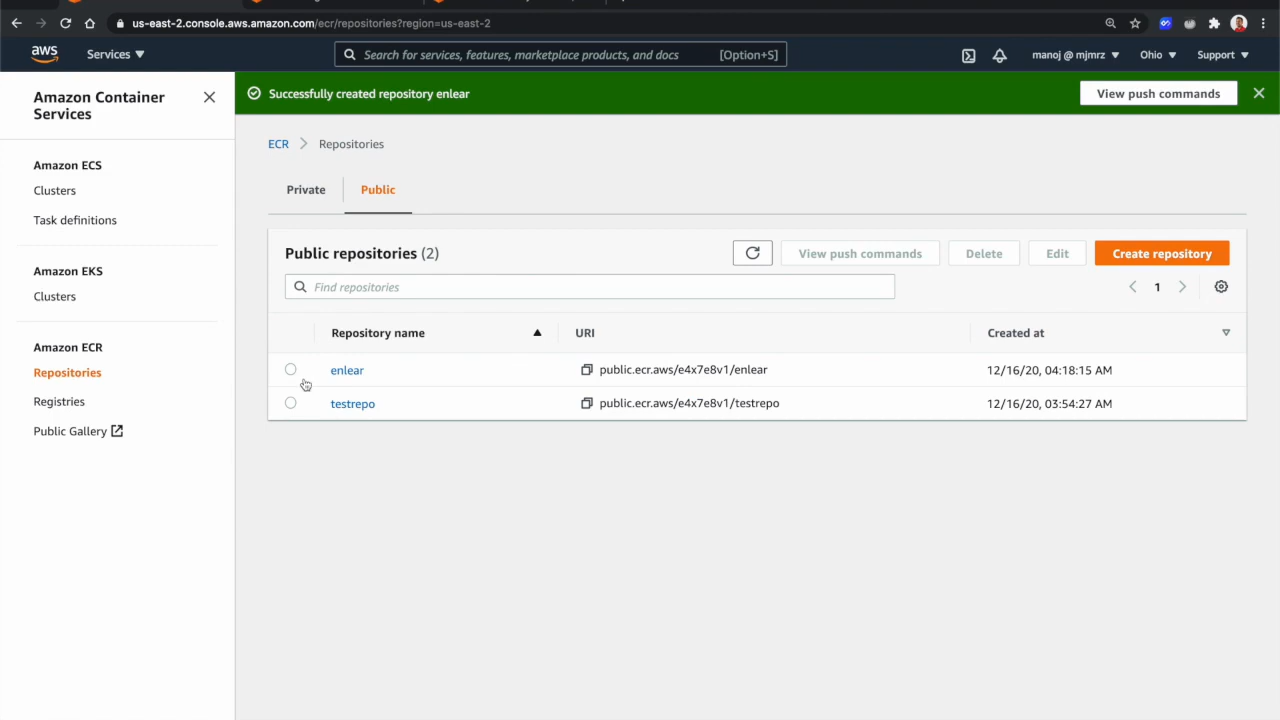 us-east-2.console.aws.amazon.com/ecr/repositories?region=us-east-2
aws
Services
Search for services, features, marketplace products, and docs
[Option+S]
manoj @ mjmrz
Ohio
Support
Amazon Container
Services
Successfully created repository enlear
View push commands
ECR
Repositories
Amazon ECS
Clusters
Task definitions
Amazon EKS
Clusters
Amazon ECR
Repositories
Registries
Public Gallery
Private
Public
Public repositories (2)
View push commands
Delete
Edit
Create repository
Find repositories
1
Repository name
URI
Created at
enlear
public.ecr.aws/e4x7e8v1/enlear
12/16/20, 04:18:15 AM
testrepo
public.ecr.aws/e4x7e8v1/testrepo
12/16/20, 03:54:27 AM